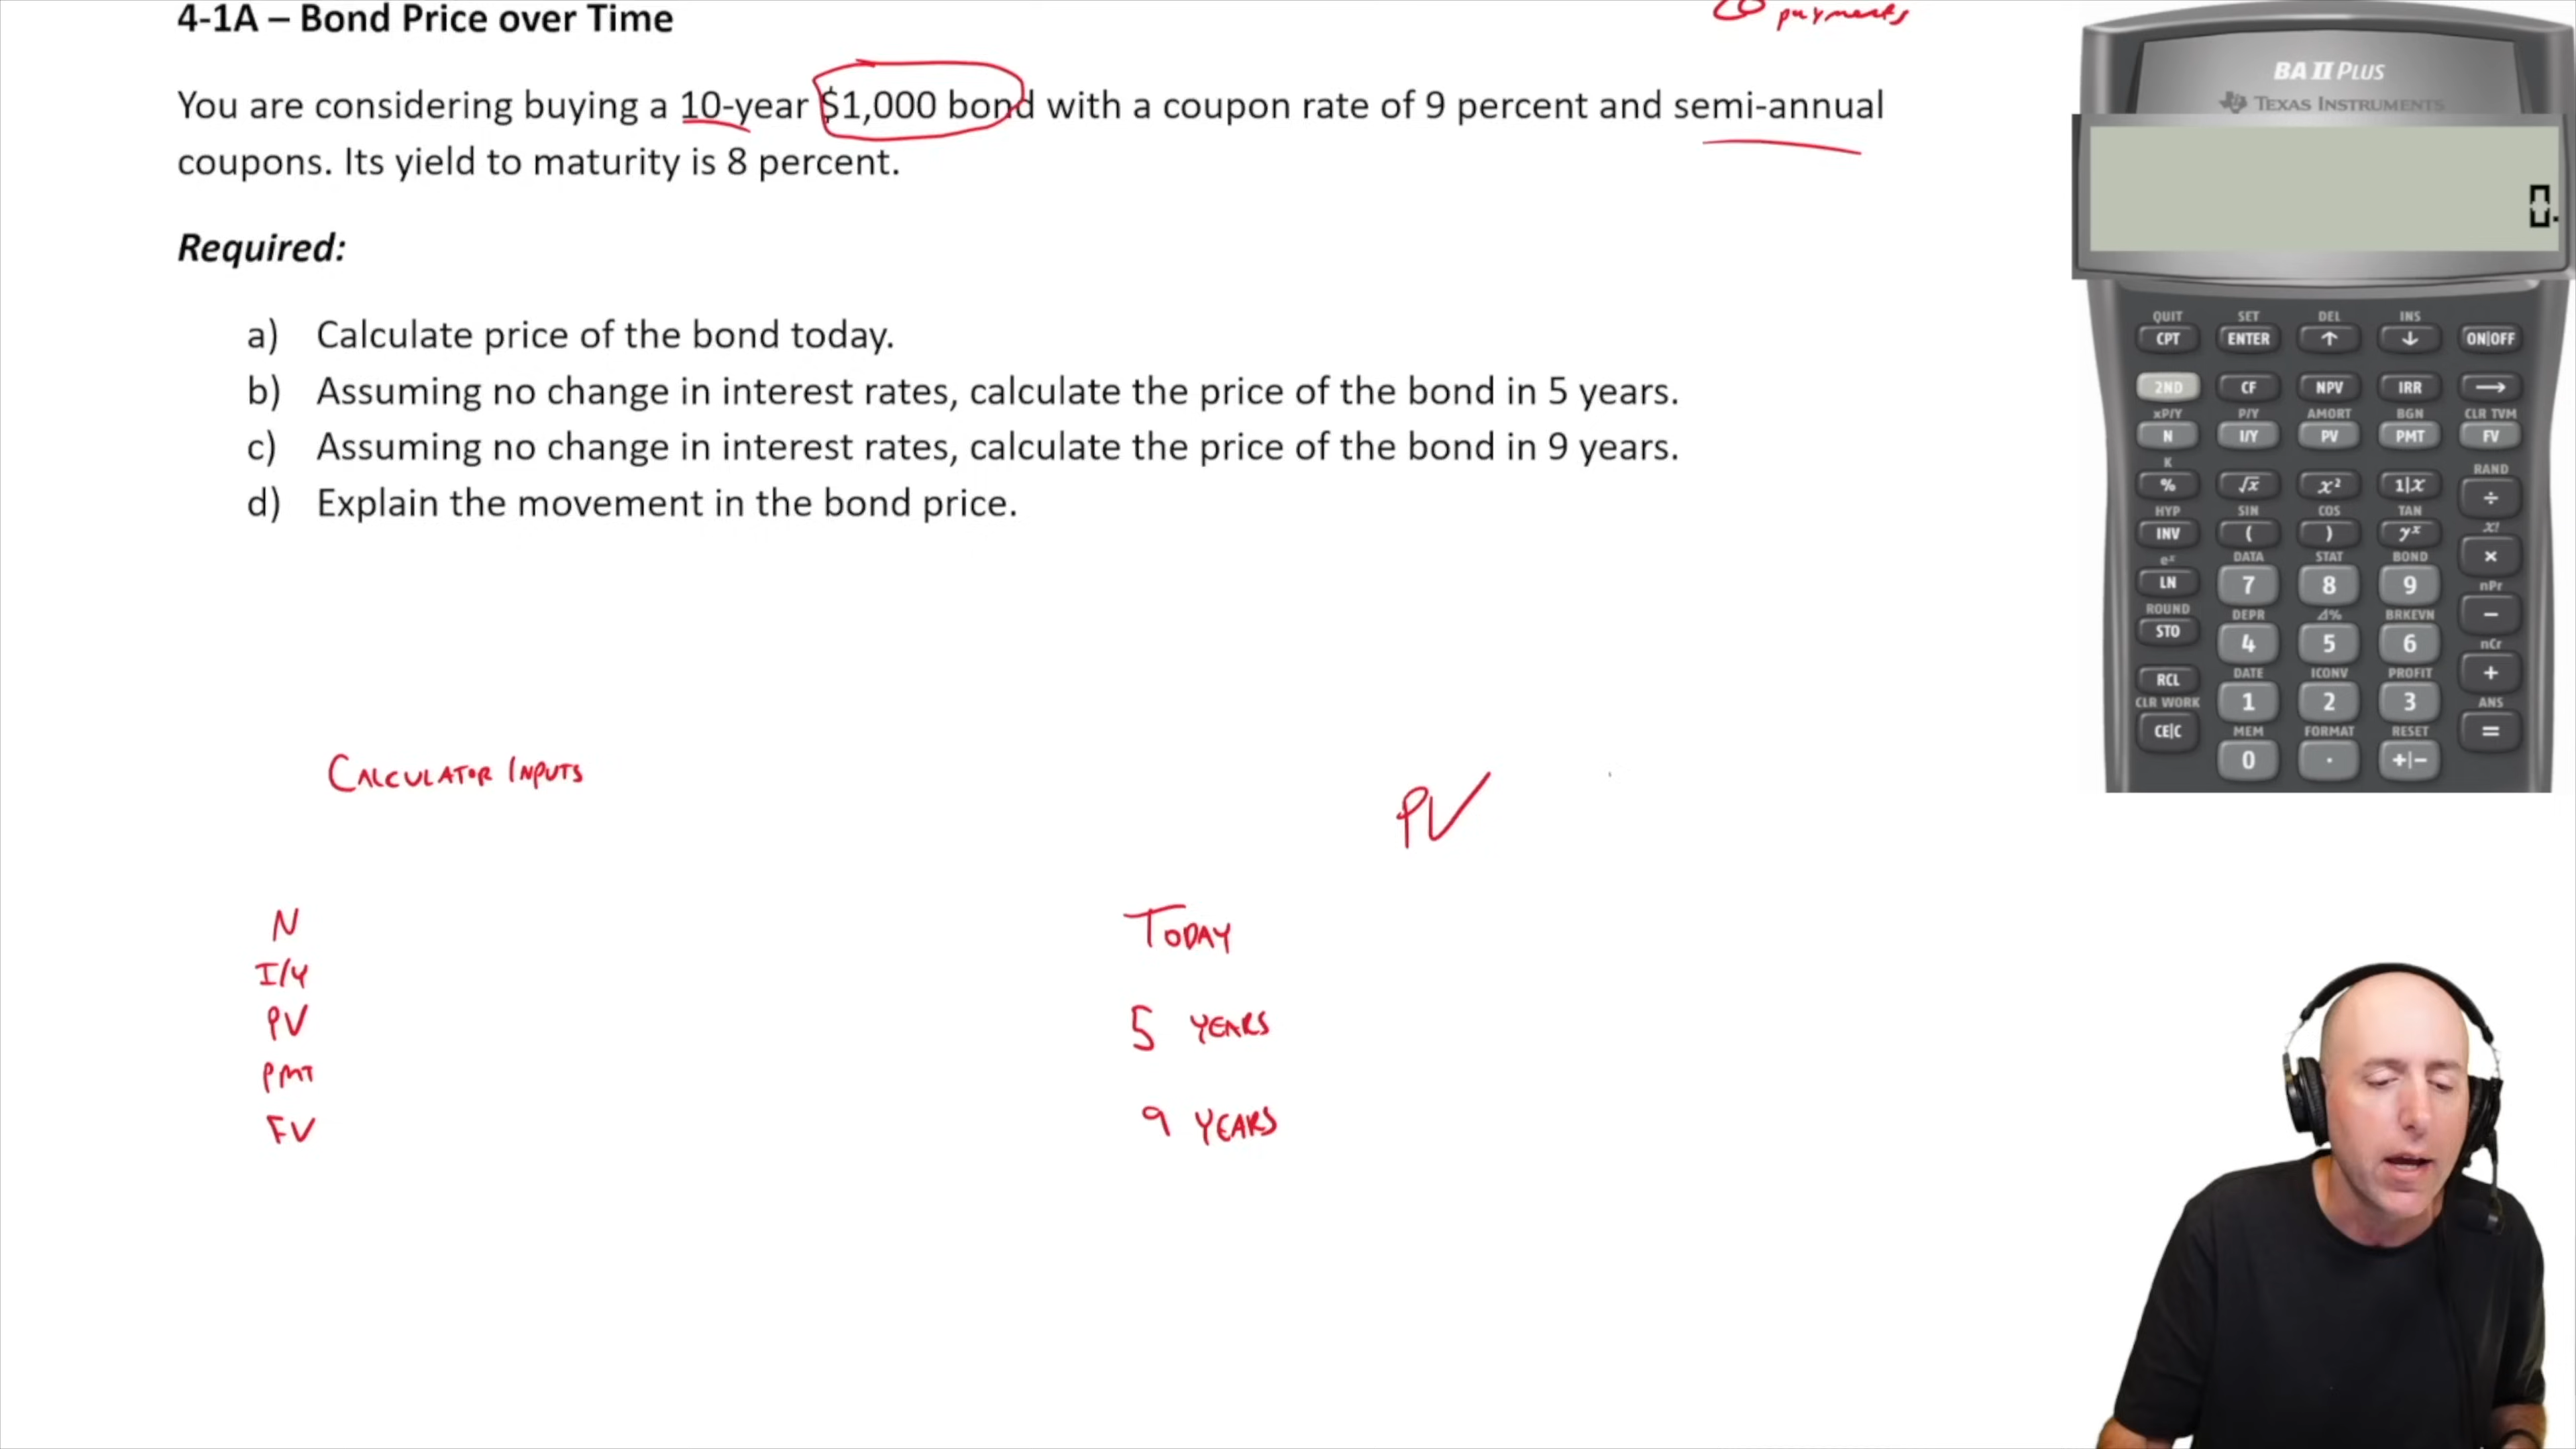 4-1A – Bond Price over Time
payments
You are considering buying a 10-year $1,000 bond with a coupon rate of 9 percent and semi-annual
coupons. Its yield to maturity is 8 percent.
Required:
a) Calculate price of the bond today.
b) Assuming no change in interest rates, calculate the price of the bond in 5 years.
c) Assuming no change in interest rates, calculate the price of the bond in 9 years.
d) Explain the movement in the bond price.
CALCULATOR INPUTS
PV
N
I/Y
PV
PMT
FV
TODAY
5 YEARS
9 YEARS
BA II PLUS
TEXAS INSTRUMENTS
0.
QUIT SET DEL INS
CPT ENTER ↑ ↓ ON|OFF
2ND CF NPV IRR →
xP/Y P/Y AMORT BGN CLR TVM
N I/Y PV PMT FV
K RAND
% √x x² 1|x ÷
HYP SIN COS TAN x!
INV ( ) yˣ ×
eˣ DATA STAT BOND nPr
LN 7 8 9 −
ROUND DEPR Δ% BRKEVN nCr
STO 4 5 6 +
DATE ICONV PROFIT ANS
RCL 1 2 3 =
CLR WORK MEM FORMAT RESET
CE|C 0 . +|−